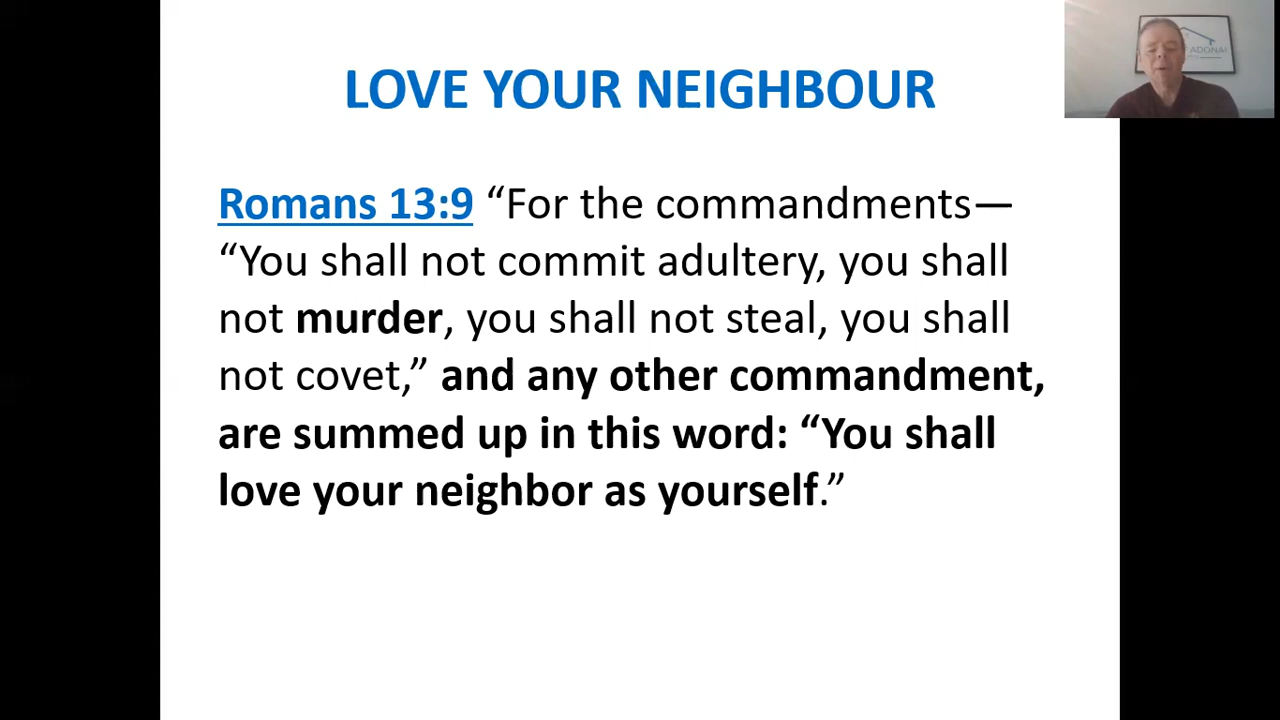 LOVE YOUR NEIGHBOUR
ADONAI
Romans 13:9 “For the commandments—
“You shall not commit adultery, you shall
not murder, you shall not steal, you shall
not covet,” and any other commandment,
are summed up in this word: “You shall
love your neighbor as yourself.”